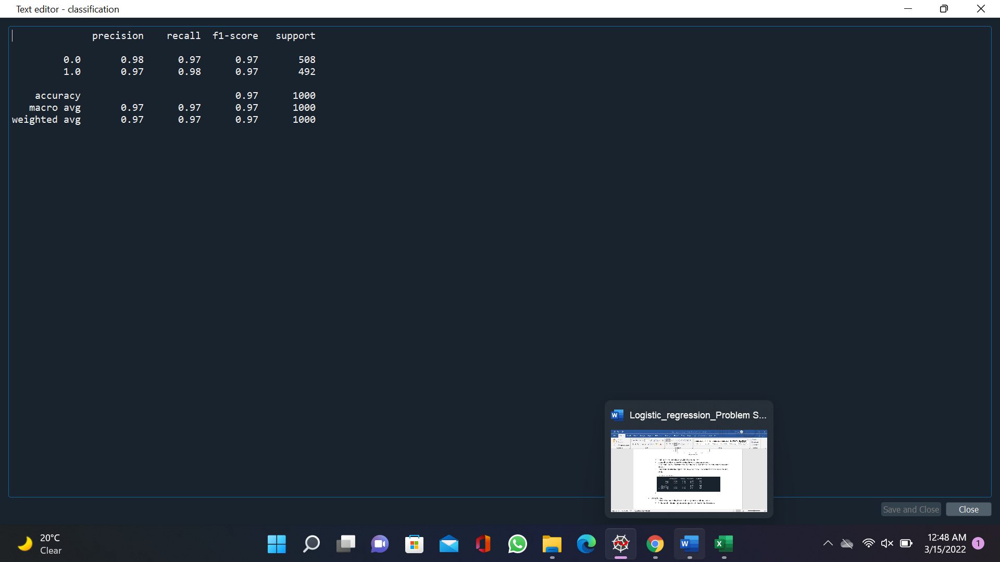 Text editor - classification
precision recall f1-score support
0.0 0.98 0.97 0.97 508
1.0 0.97 0.98 0.97 492
accuracy 0.97 1000
macro avg 0.97 0.97 0.97 1000
weighted avg 0.97 0.97 0.97 1000
Logistic_regression_Problem S...
Save and Close Close
20°C
Clear
12:48 AM
3/15/2022
1